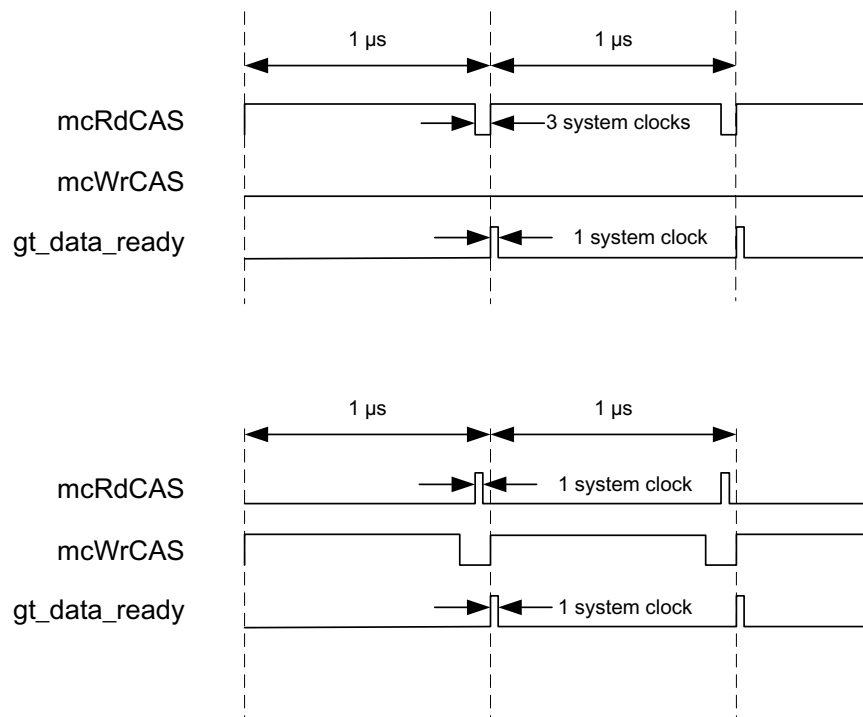 1 µs 1 µs
mcRdCAS 3 system clocks
mcWrCAS
gt_data_ready 1 system clock
1 µs 1 µs
mcRdCAS 1 system clock
mcWrCAS
gt_data_ready 1 system clock